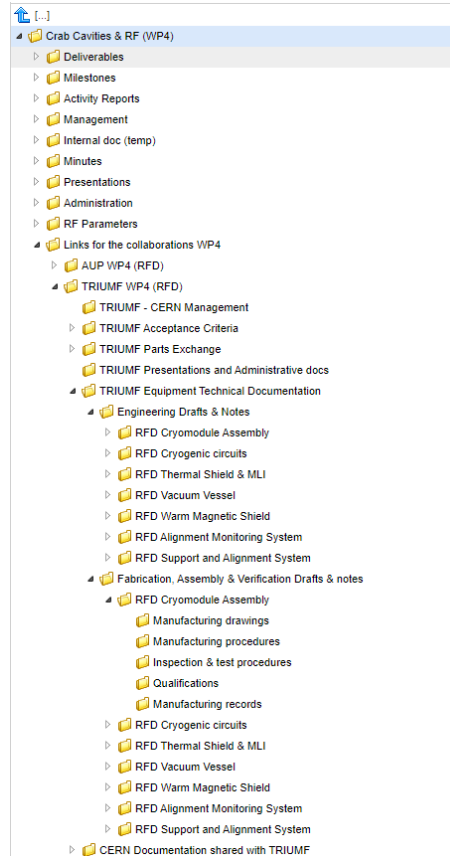 [...]
Crab Cavities & RF (WP4)
Deliverables
Milestones
Activity Reports
Management
Internal doc (temp)
Minutes
Presentations
Administration
RF Parameters
Links for the collaborations WP4
AUP WP4 (RFD)
TRIUMF WP4 (RFD)
TRIUMF - CERN Management
TRIUMF Acceptance Criteria
TRIUMF Parts Exchange
TRIUMF Presentations and Administrative docs
TRIUMF Equipment Technical Documentation
Engineering Drafts & Notes
RFD Cryomodule Assembly
RFD Cryogenic circuits
RFD Thermal Shield & MLI
RFD Vacuum Vessel
RFD Warm Magnetic Shield
RFD Alignment Monitoring System
RFD Support and Alignment System
Fabrication, Assembly & Verification Drafts & notes
RFD Cryomodule Assembly
Manufacturing drawings
Manufacturing procedures
Inspection & test procedures
Qualifications
Manufacturing records
RFD Cryogenic circuits
RFD Thermal Shield & MLI
RFD Vacuum Vessel
RFD Warm Magnetic Shield
RFD Alignment Monitoring System
RFD Support and Alignment System
CERN Documentation shared with TRIUMF